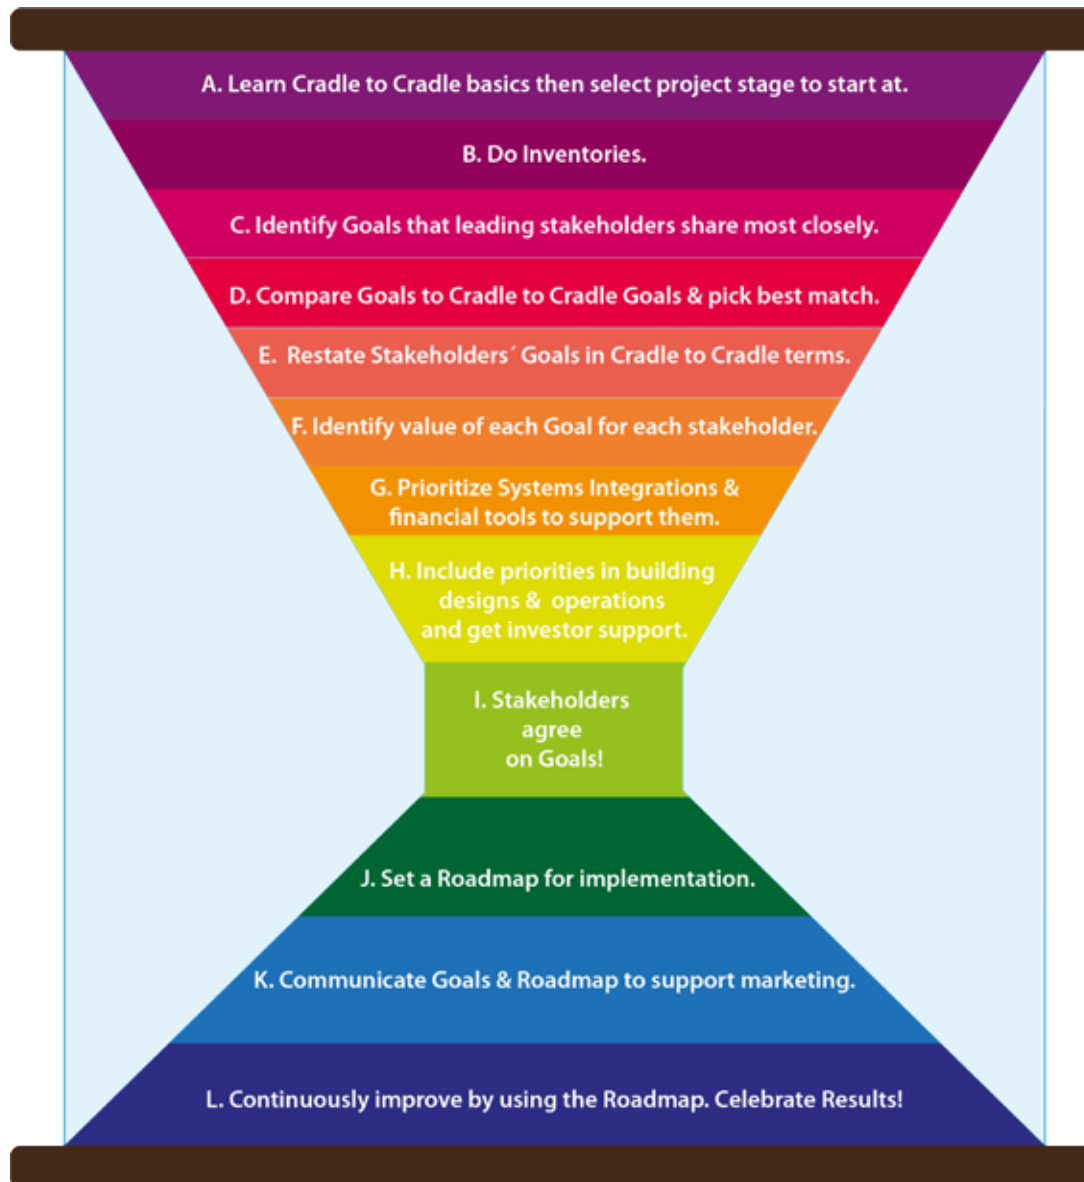 A. Learn Cradle to Cradle basics then select project stage to start at.
B. Do Inventories.
C. Identify Goals that leading stakeholders share most closely.
D. Compare Goals to Cradle to Cradle Goals & pick best match.
E. Restate Stakeholders´ Goals in Cradle to Cradle terms.
F. Identify value of each Goal for each stakeholder.
G. Prioritize Systems Integrations &
financial tools to support them.
H. Include priorities in building
designs & operations
and get investor support.
I. Stakeholders
agree
on Goals!
J. Set a Roadmap for implementation.
K. Communicate Goals & Roadmap to support marketing.
L. Continuously improve by using the Roadmap. Celebrate Results!